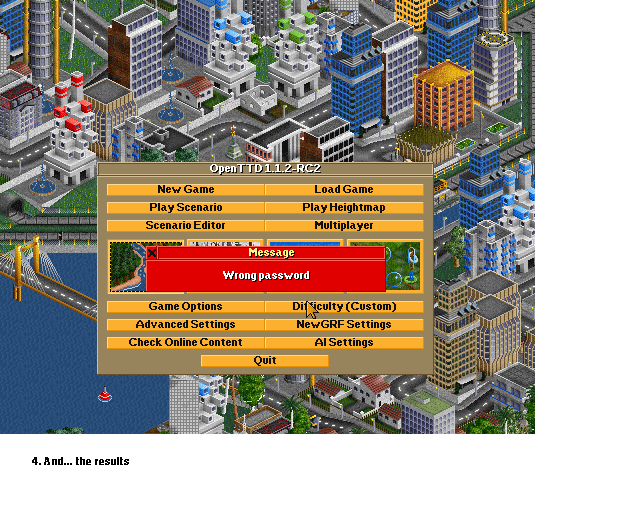 OpenTTD 1.1.2-RC2
New Game
Load Game
Play Scenario
Play Heightmap
Scenario Editor
Multiplayer
Message
Wrong password
Game Options
Difficulty (Custom)
Advanced Settings
NewGRF Settings
Check Online Content
AI Settings
Quit
4. And... the results